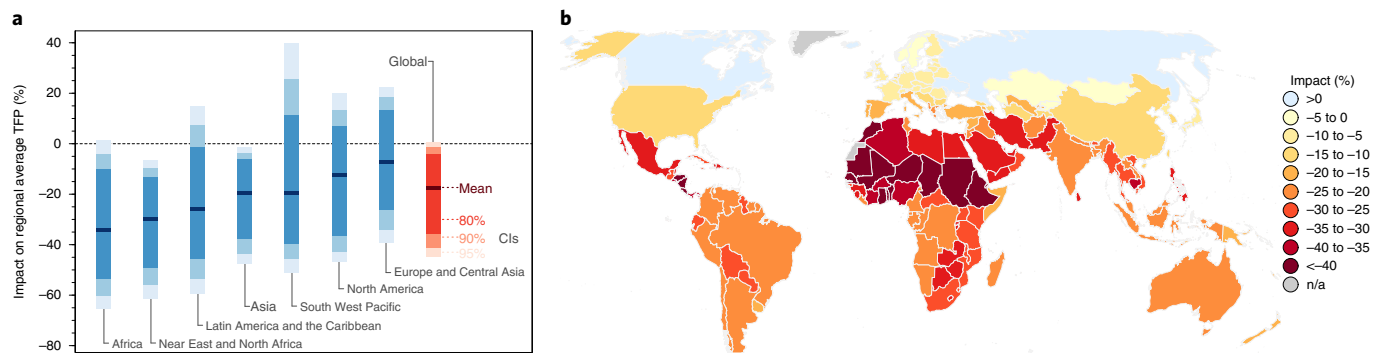 a
Impact on regional average TFP (%)
40
20
0
–20
–40
–60
–80
Global
Mean
80%
90%
95%
CIs
Europe and Central Asia
North America
South West Pacific
Asia
Latin America and the Caribbean
Near East and North Africa
Africa
b
Impact (%)
>0
–5 to 0
–10 to –5
–15 to –10
–20 to –15
–25 to –20
–30 to –25
–35 to –30
–40 to –35
<–40
n/a